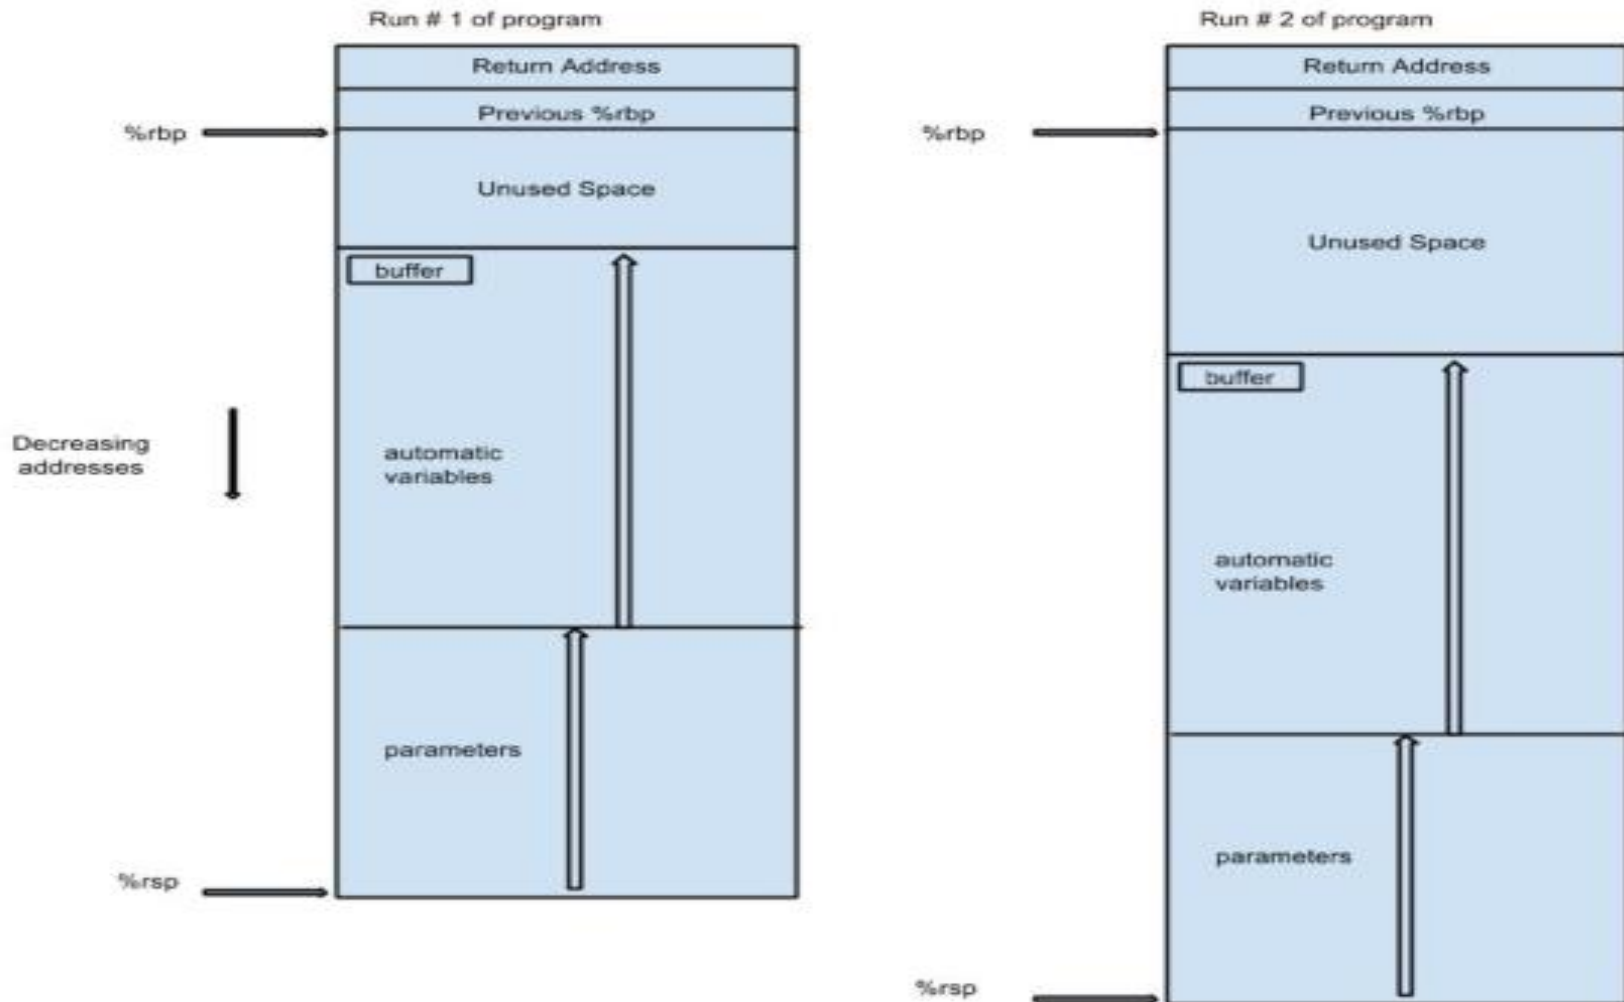 Run # 1 of program
Return Address
Previous %rbp
%rbp
Unused Space
buffer
Decreasing
addresses
automatic
variables
parameters
%rsp
Run # 2 of program
Return Address
Previous %rbp
%rbp
Unused Space
buffer
automatic
variables
parameters
%rsp